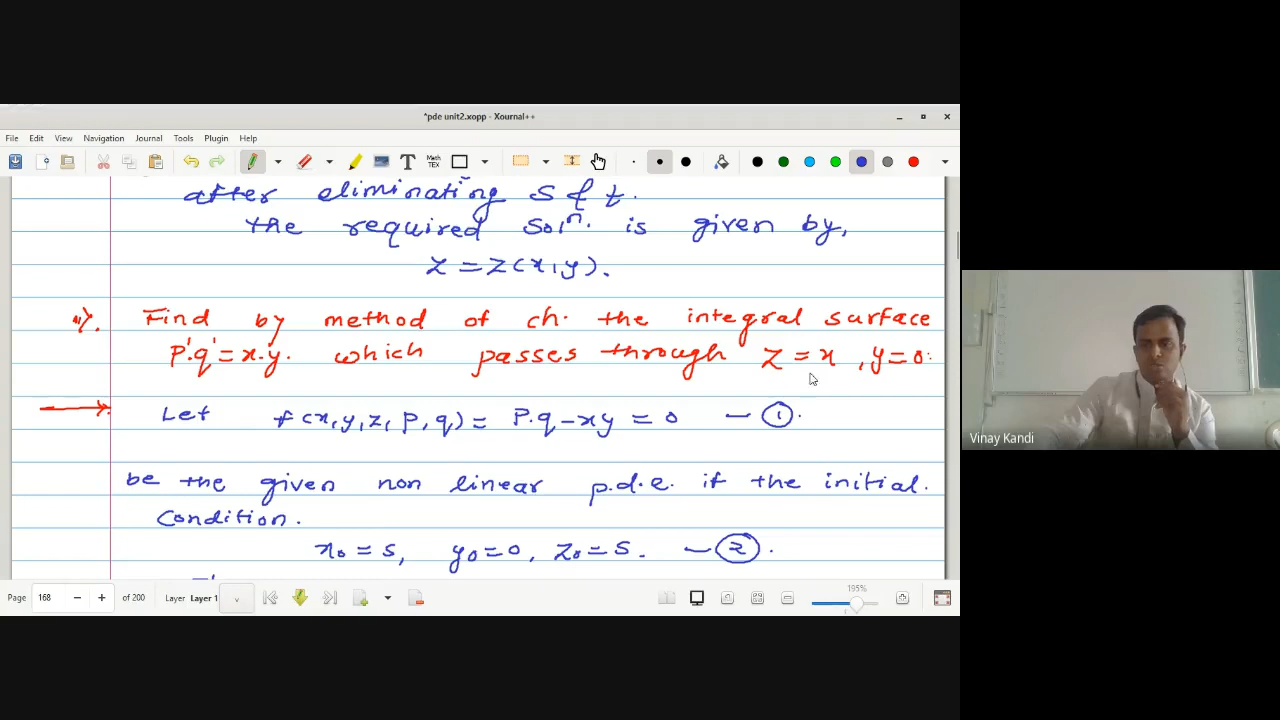 ^pde unit2.xopp - Xournal++
File Edit View Navigation Journal Tools Plugin Help
after eliminating s & t.
the required soln. is given by,
z = z(x,y).
Find by method of ch. the integral surface
p'.q' = x.y. which passes through z = x, y = 0.
Let f(x,y,z,p,q) = p.q - xy = 0 — ①.
be the given non linear p.d.e. if the initial.
condition.
x0 = s, y0 = 0, z0 = s. — ②.
Page 168 of 200 Layer Layer 1 195%
Vinay Kandi